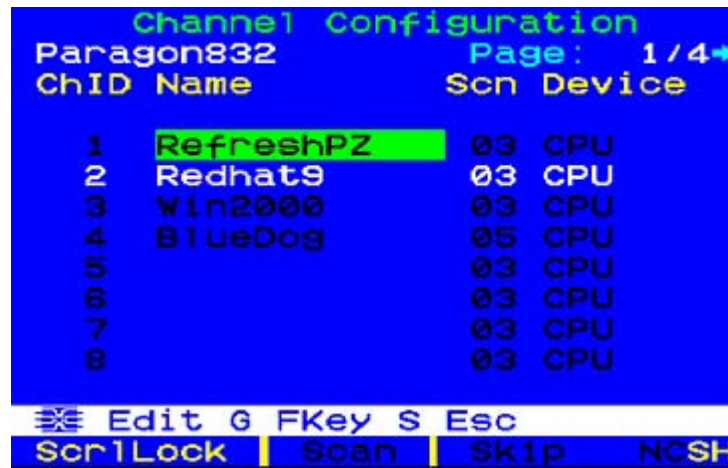 Channel Configuration
Paragon832 Page: 1/4
ChID Name Scn Device
1 RefreshPZ 03 CPU
2 Redhat9 03 CPU
3 Win2000 03 CPU
4 BlueDog 05 CPU
5 03 CPU
6 03 CPU
7 03 CPU
8 03 CPU
Edit G FKey S Esc
ScrlLock Scan Skip NCSH